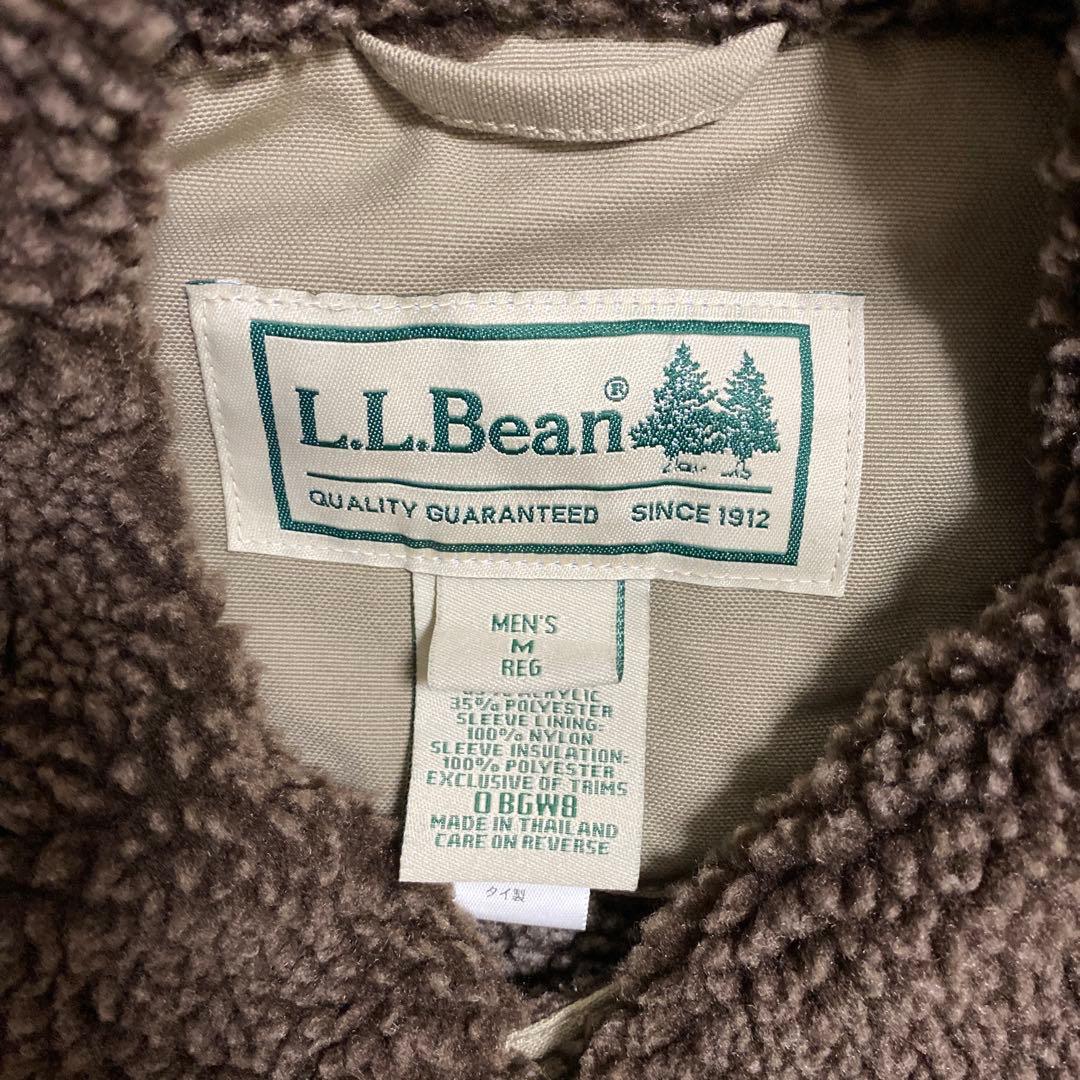 L.L.Bean®
QUALITY GUARANTEED SINCE 1912
MEN'S
M
REG
ACRYLIC
35% POLYESTER
SLEEVE LINING:
100% NYLON
SLEEVE INSULATION:
100% POLYESTER
EXCLUSIVE OF TRIMS
0 BGW8
MADE IN THAILAND
CARE ON REVERSE
タイ製